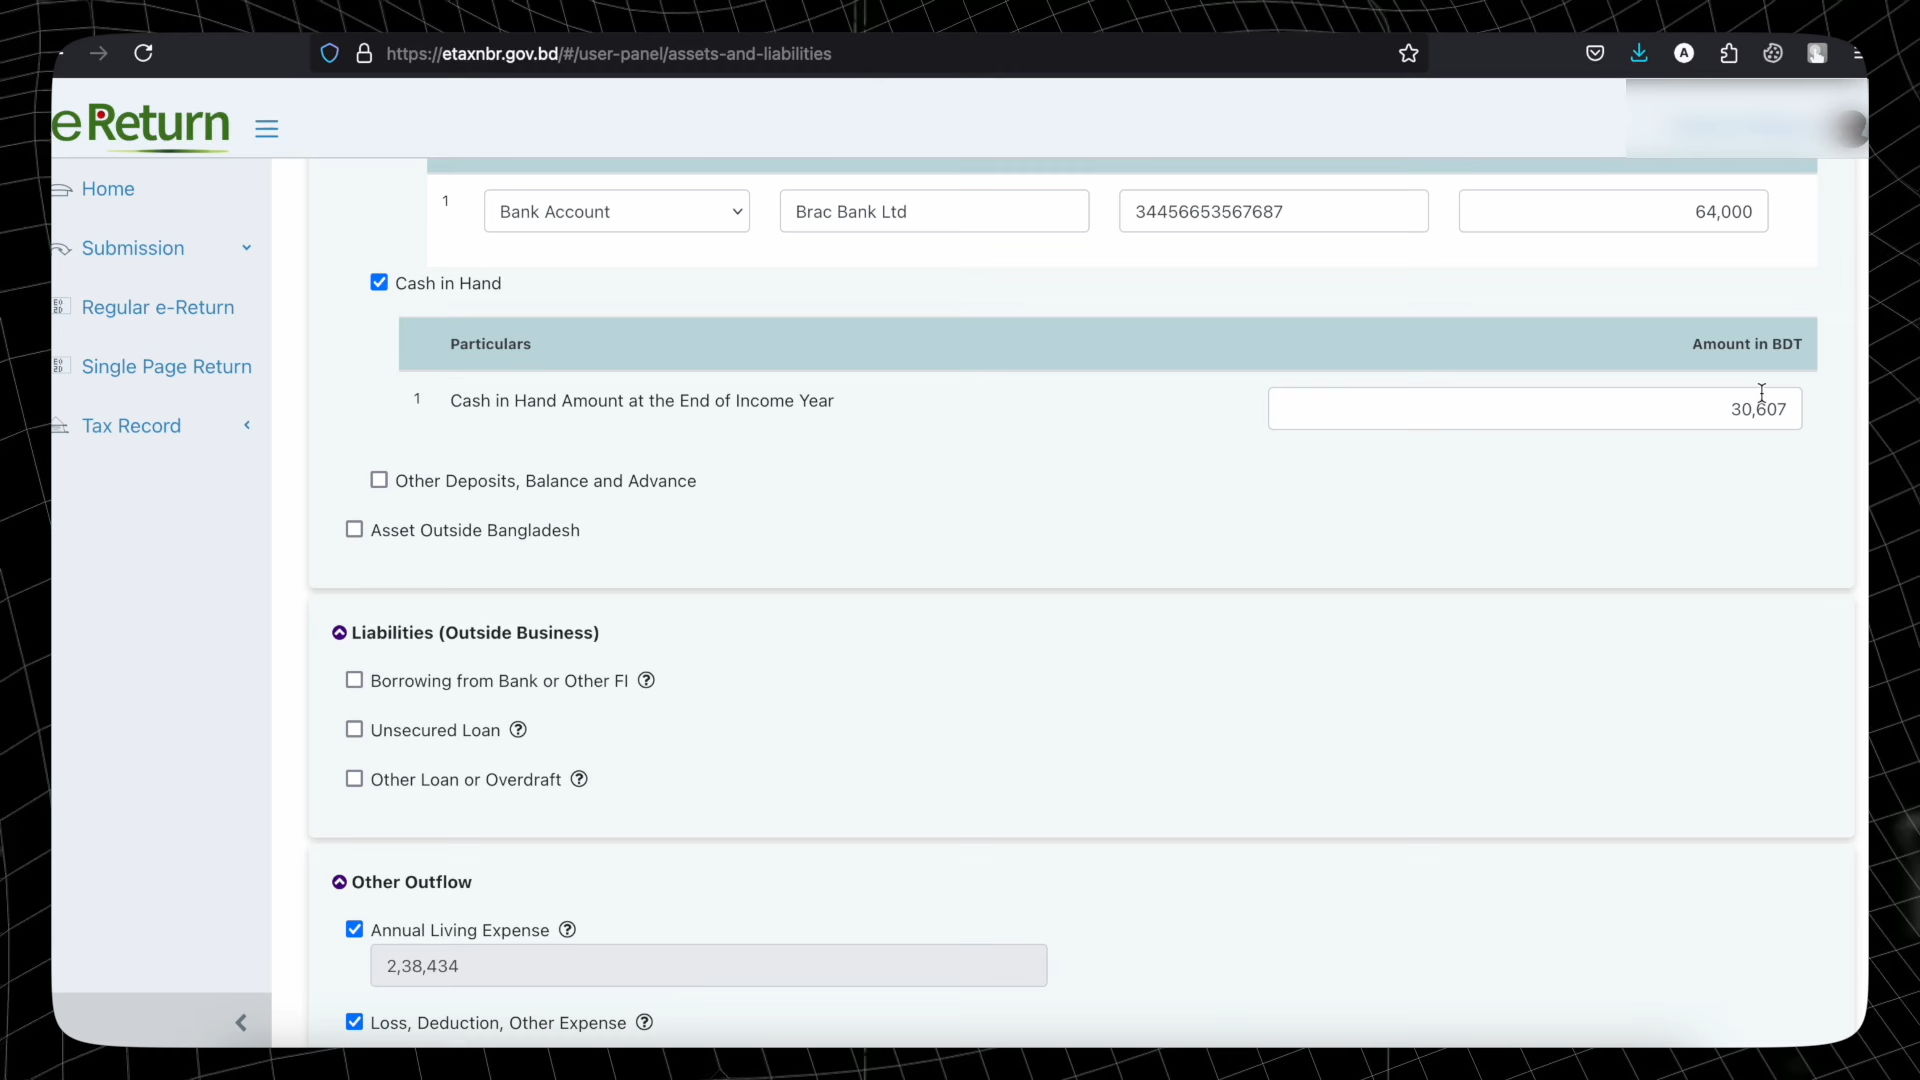 https://etaxnbr.gov.bd/#/user-panel/assets-and-liabilities
A
eReturn
Home
Submission
Regular e-Return
Single Page Return
Tax Record
1 Bank Account Brac Bank Ltd 34456653567687 64,000
Cash in Hand
Particulars Amount in BDT
1 Cash in Hand Amount at the End of Income Year 30,607
Other Deposits, Balance and Advance
Asset Outside Bangladesh
Liabilities (Outside Business)
Borrowing from Bank or Other FI ?
Unsecured Loan ?
Other Loan or Overdraft ?
Other Outflow
Annual Living Expense ?
2,38,434
Loss, Deduction, Other Expense ?